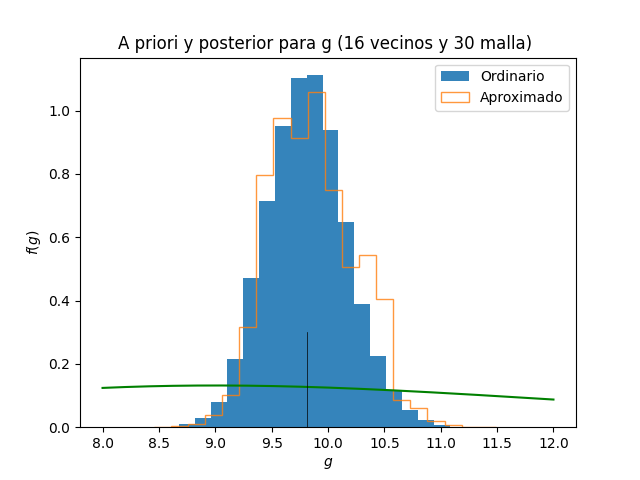 A priori y posterior para g (16 vecinos y 30 malla)
Ordinario
Aproximado
f(g)
1.0
0.8
0.6
0.4
0.2
0.0
8.0 8.5 9.0 9.5 10.0 10.5 11.0 11.5 12.0
g